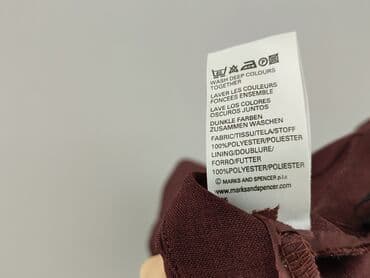 WASH DEEP COLOURS
TOGETHER
LAVER LES COULEURS
FONCEES ENSEMBLE
LAVE LOS COLORES
OSCUROS JUNTOS
DUNKLE FARBEN
ZUSAMMEN WASCHEN
FABRIC/TISSU/TELA/STOFF
100%POLYESTER/POLIESTER
LINING/DOUBLURE/
FORRO/FUTTER
100%POLYESTER/POLIESTER
© MARKS AND SPENCER p.l.c
www.marksandspencer.com